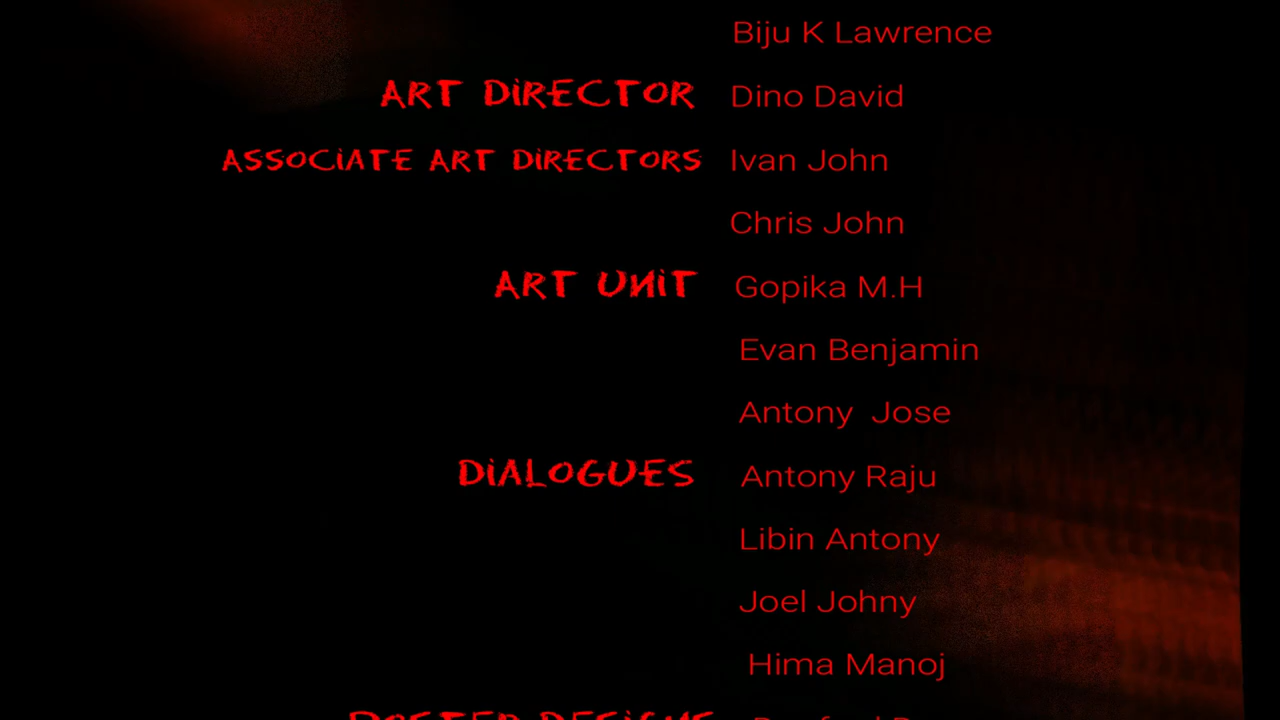 Biju K Lawrence
ART DIRECTOR Dino David
ASSOCIATE ART DIRECTORS Ivan John
Chris John
ART UNIT Gopika M.H
Evan Benjamin
Antony Jose
DIALOGUES Antony Raju
Libin Antony
Joel Johny
Hima Manoj